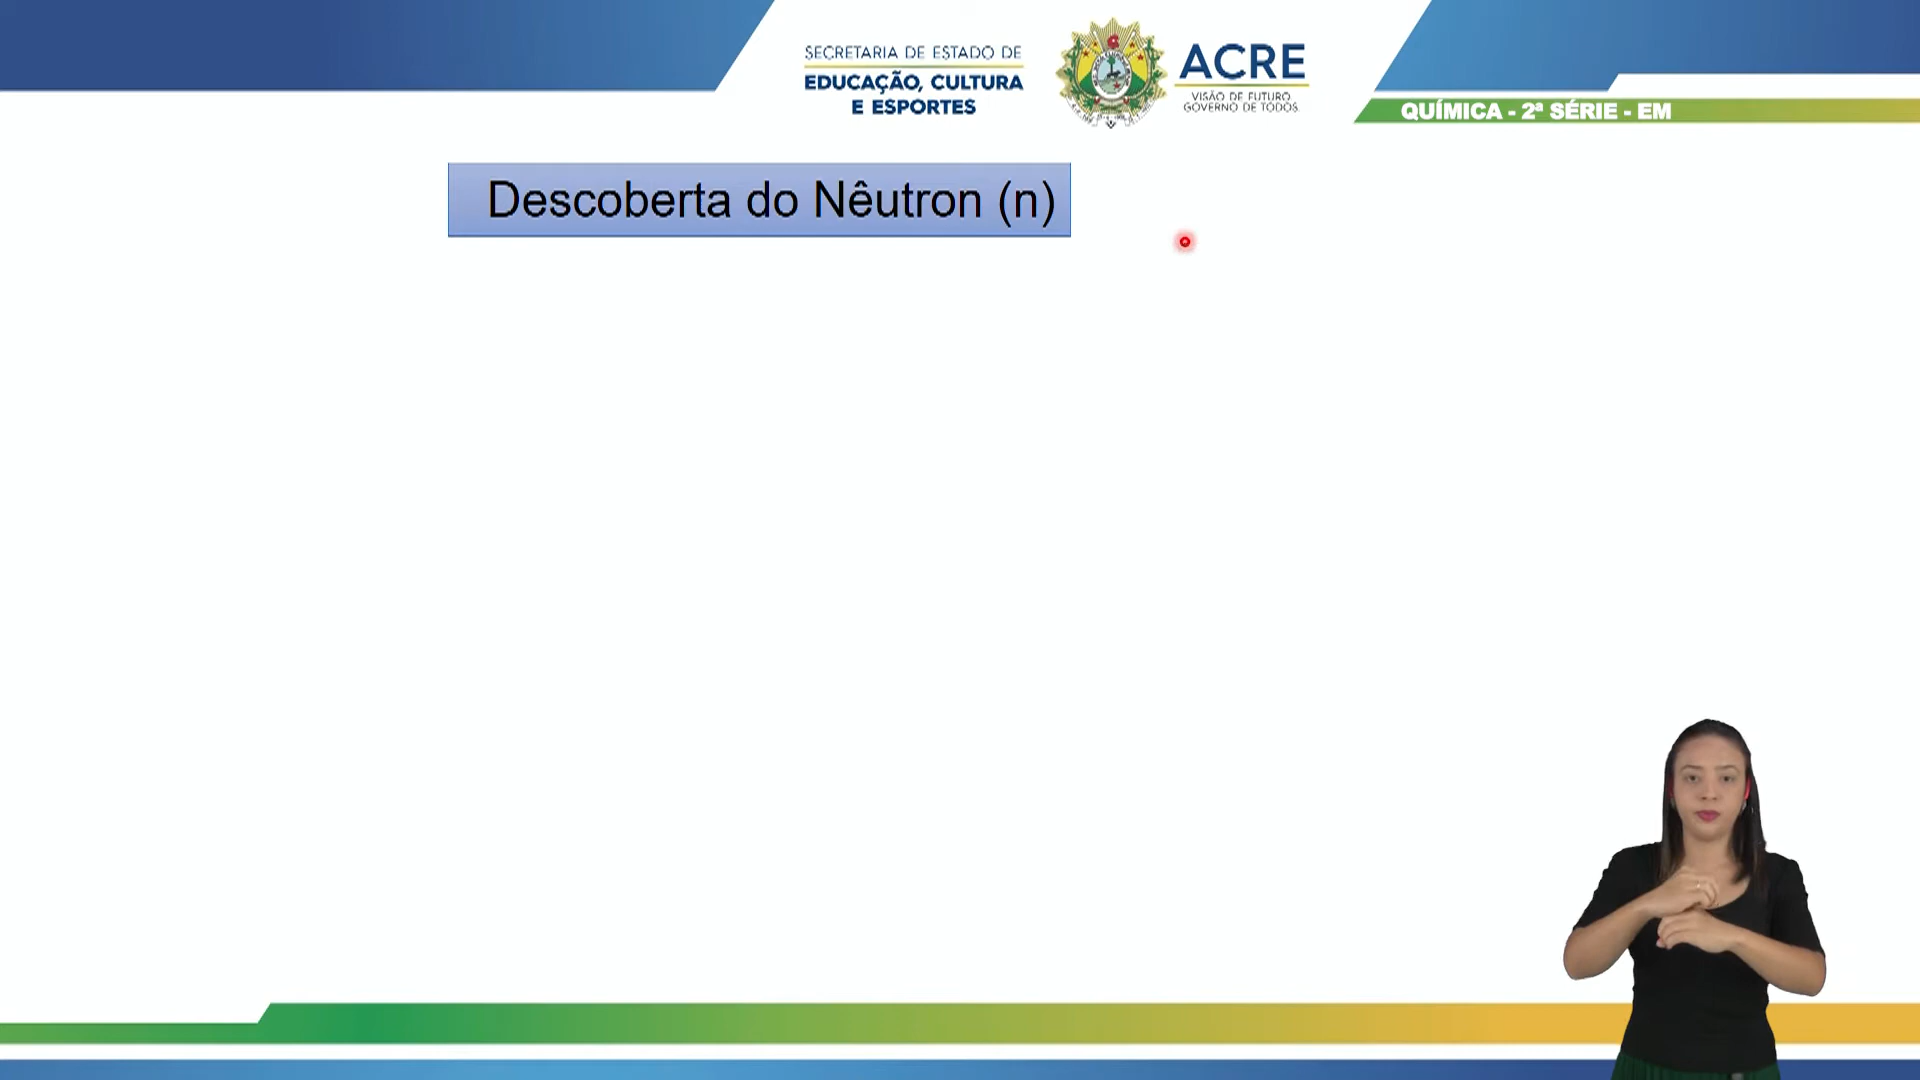 SECRETARIA DE ESTADO DE
EDUCAÇÃO, CULTURA
E ESPORTES
ACRE
VISÃO DE FUTURO
GOVERNO DE TODOS
QUÍMICA - 2ª SÉRIE - EM
Descoberta do Nêutron (n)